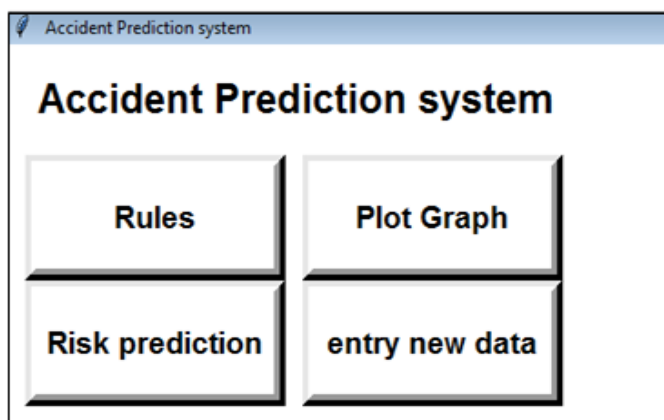 Accident Prediction system
Accident Prediction system
Rules
Plot Graph
Risk prediction
entry new data